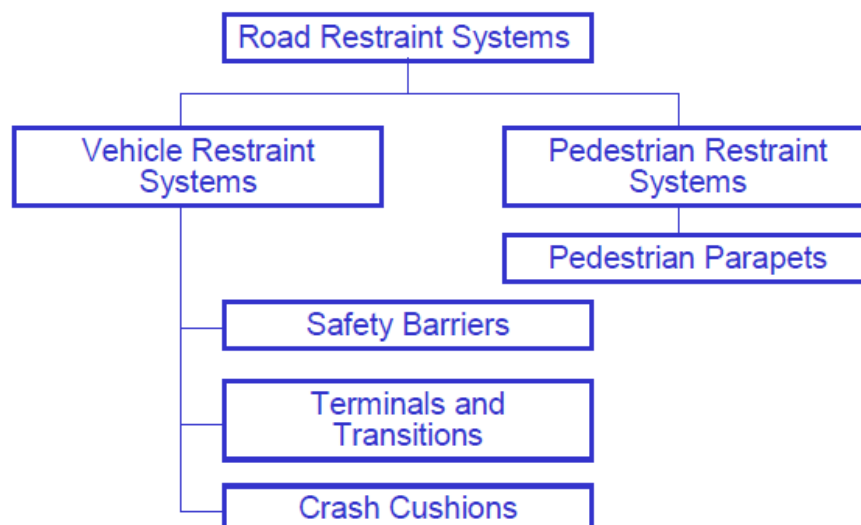 Road Restraint Systems
Vehicle Restraint
Systems
Pedestrian Restraint
Systems
Pedestrian Parapets
Safety Barriers
Terminals and
Transitions
Crash Cushions